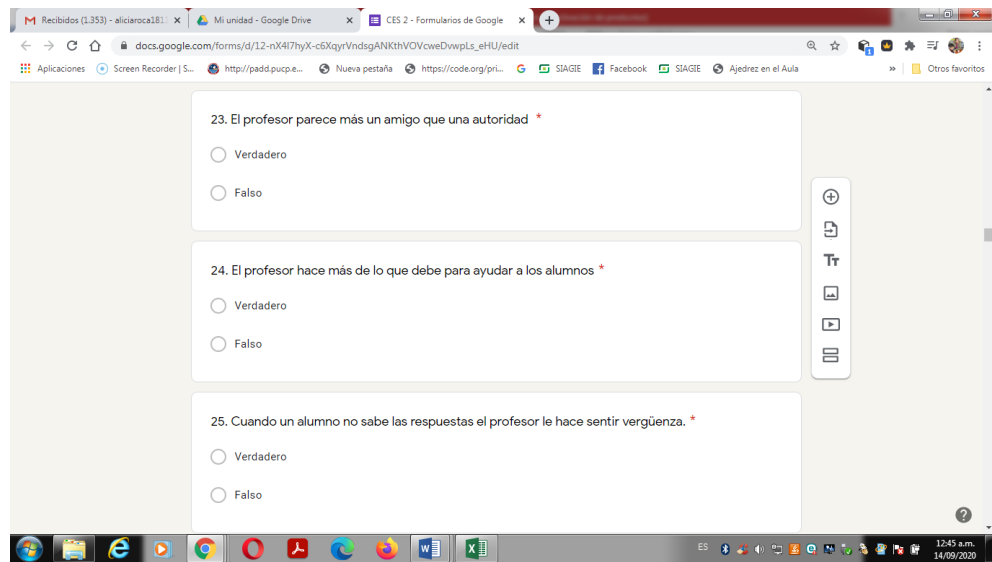 Recibidos (1.353) - aliciaroca181
Mi unidad - Google Drive
CES 2 - Formularios de Google
docs.google.com/forms/d/12-nX4l7hyX-c6XqyrVndsgANKthVOVcweDvwpLs_eHU/edit
Aplicaciones
Screen Recorder | S...
http://padd.pucp.e...
Nueva pestaña
https://code.org/pri...
SIAGIE
Facebook
SIAGIE
Ajedrez en el Aula
»
Otros favoritos
23. El profesor parece más un amigo que una autoridad *
Verdadero
Falso
24. El profesor hace más de lo que debe para ayudar a los alumnos *
Verdadero
Falso
25. Cuando un alumno no sabe las respuestas el profesor le hace sentir vergüenza. *
Verdadero
Falso
ES
12:45 a.m.
14/09/2020